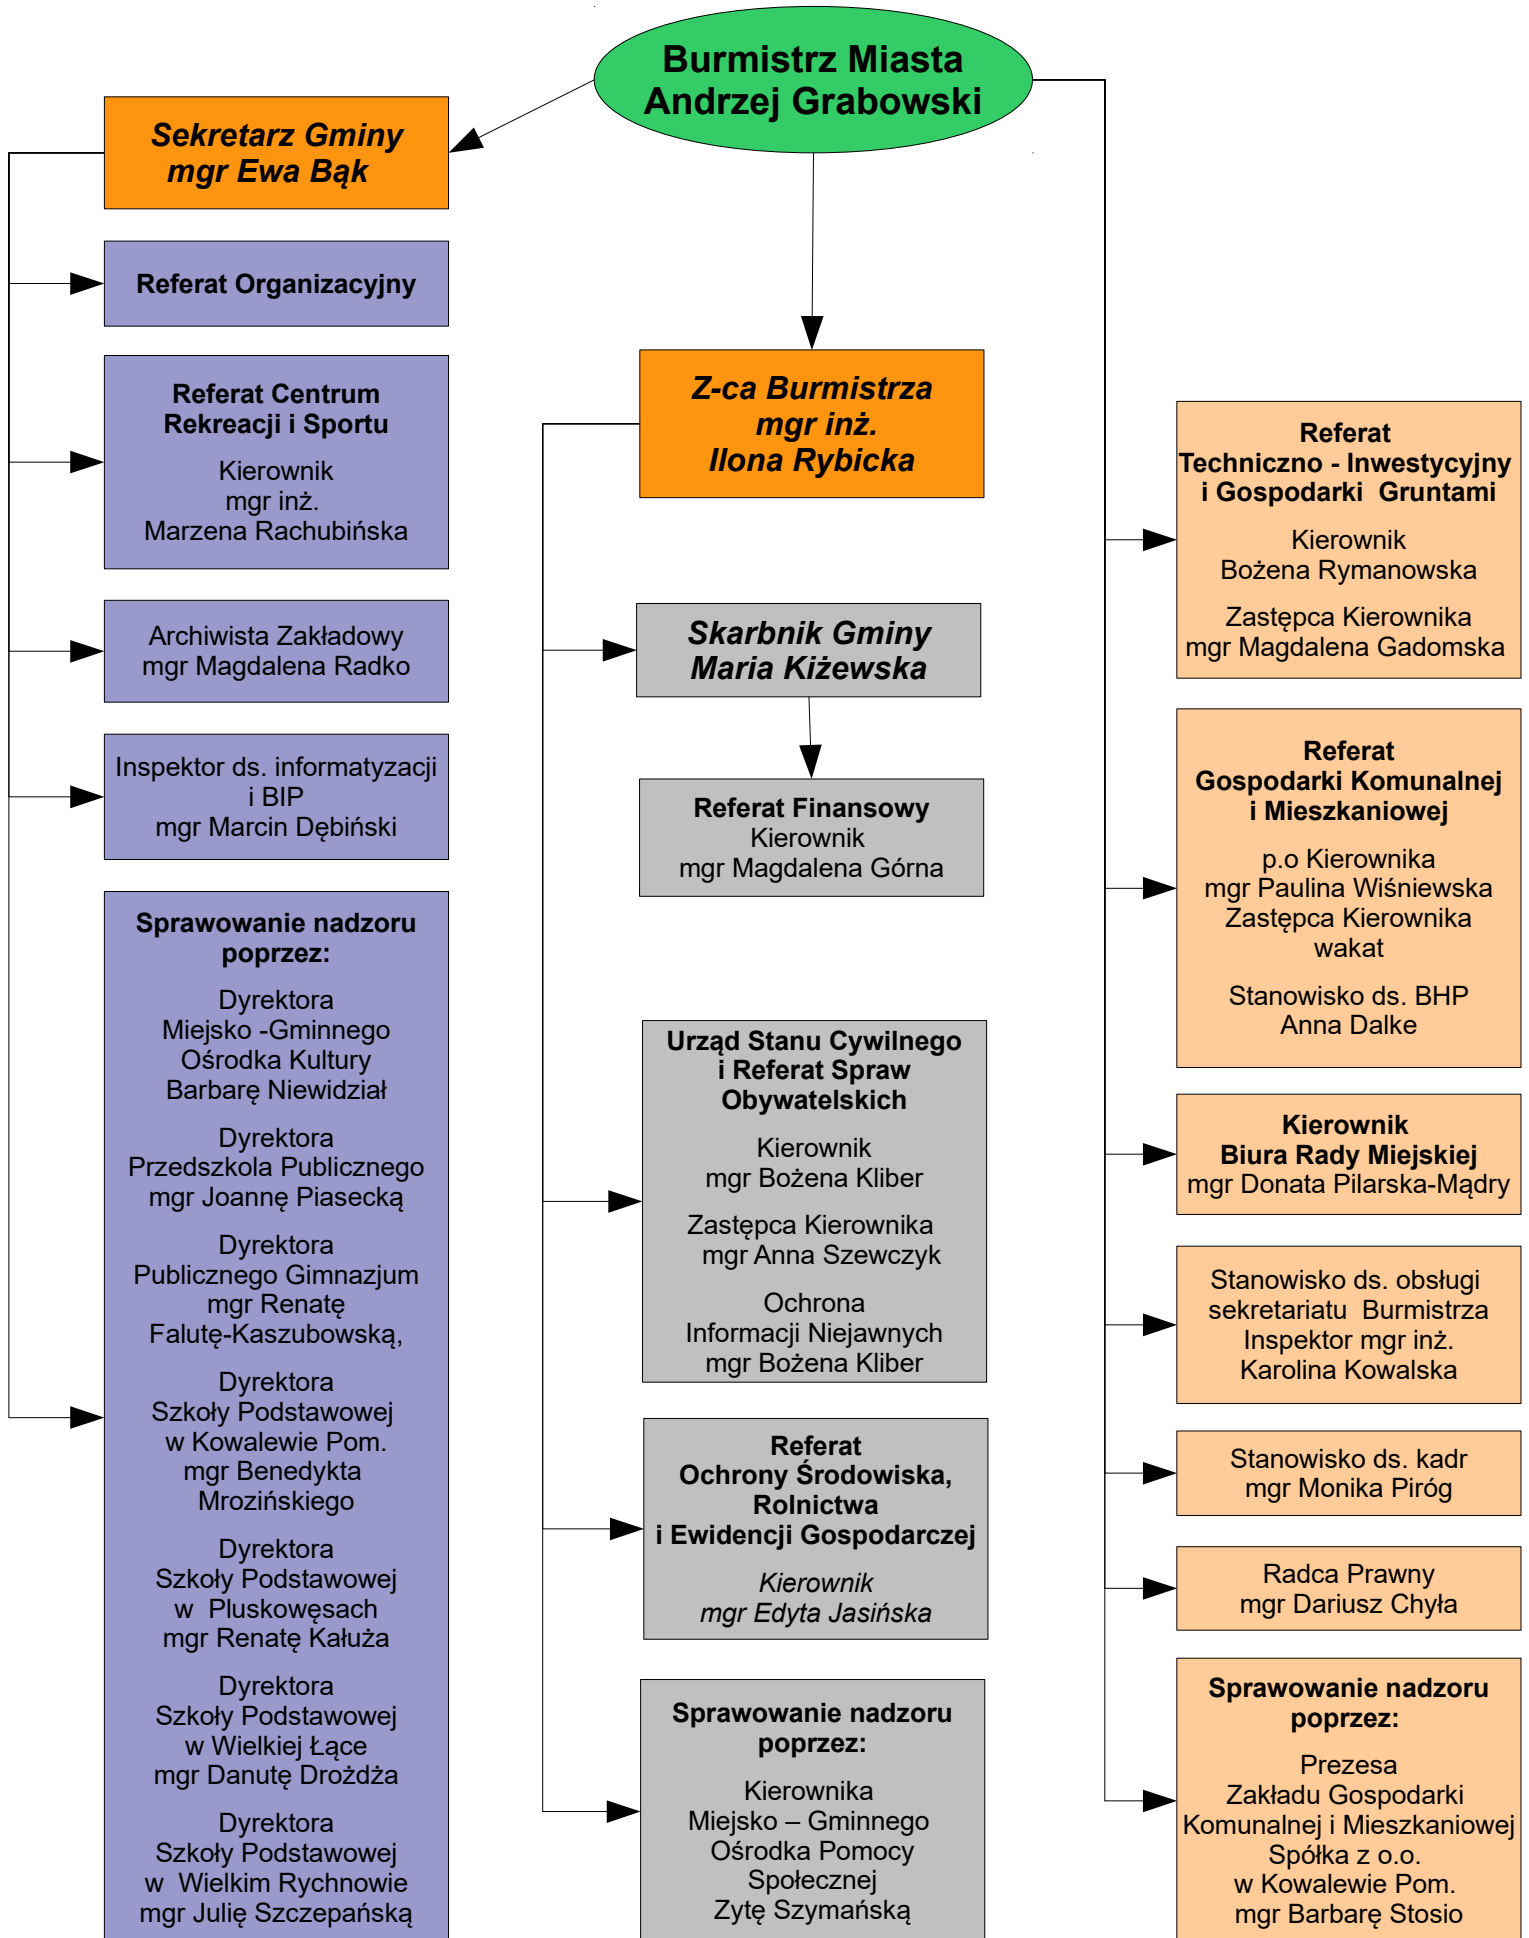 Burmistrz Miasta
Andrzej Grabowski
Sekretarz Gminy
mgr Ewa Bąk
Referat Organizacyjny
Referat Centrum
Rekreacji i Sportu
Kierownik
mgr inż.
Marzena Rachubińska
Archiwista Zakładowy
mgr Magdalena Radko
Inspektor ds. informatyzacji
i BIP
mgr Marcin Dębiński
Sprawowanie nadzoru
poprzez:
Dyrektora
Miejsko -Gminnego
Ośrodka Kultury
Barbarę Niewidział
Dyrektora
Przedszkola Publicznego
mgr Joannę Piasecką
Dyrektora
Publicznego Gimnazjum
mgr Renatę
Falutę-Kaszubowską,
Dyrektora
Szkoły Podstawowej
w Kowalewie Pom.
mgr Benedykta
Mrozińskiego
Dyrektora
Szkoły Podstawowej
w Pluskowęsach
mgr Renatę Kałuża
Dyrektora
Szkoły Podstawowej
w Wielkiej Łące
mgr Danutę Drożdża
Dyrektora
Szkoły Podstawowej
w Wielkim Rychnowie
mgr Julię Szczepańską
Z-ca Burmistrza
mgr inż.
Ilona Rybicka
Skarbnik Gminy
Maria Kiżewska
Referat Finansowy
Kierownik
mgr Magdalena Górna
Urząd Stanu Cywilnego
i Referat Spraw
Obywatelskich
Kierownik
mgr Bożena Kliber
Zastępca Kierownika
mgr Anna Szewczyk
Ochrona
Informacji Niejawnych
mgr Bożena Kliber
Referat
Ochrony Środowiska,
Rolnictwa
i Ewidencji Gospodarczej
Kierownik
mgr Edyta Jasińska
Sprawowanie nadzoru
poprzez:
Kierownika
Miejsko – Gminnego
Ośrodka Pomocy
Społecznej
Zytę Szymańską
Referat
Techniczno - Inwestycyjny
i Gospodarki Gruntami
Kierownik
Bożena Rymanowska
Zastępca Kierownika
mgr Magdalena Gadomska
Referat
Gospodarki Komunalnej
i Mieszkaniowej
p.o Kierownika
mgr Paulina Wiśniewska
Zastępca Kierownika
wakat
Stanowisko ds. BHP
Anna Dalke
Kierownik
Biura Rady Miejskiej
mgr Donata Pilarska-Mądry
Stanowisko ds. obsługi
sekretariatu Burmistrza
Inspektor mgr inż.
Karolina Kowalska
Stanowisko ds. kadr
mgr Monika Piróg
Radca Prawny
mgr Dariusz Chyła
Sprawowanie nadzoru
poprzez:
Prezesa
Zakładu Gospodarki
Komunalnej i Mieszkaniowej
Spółka z o.o.
w Kowalewie Pom.
mgr Barbarę Stosio